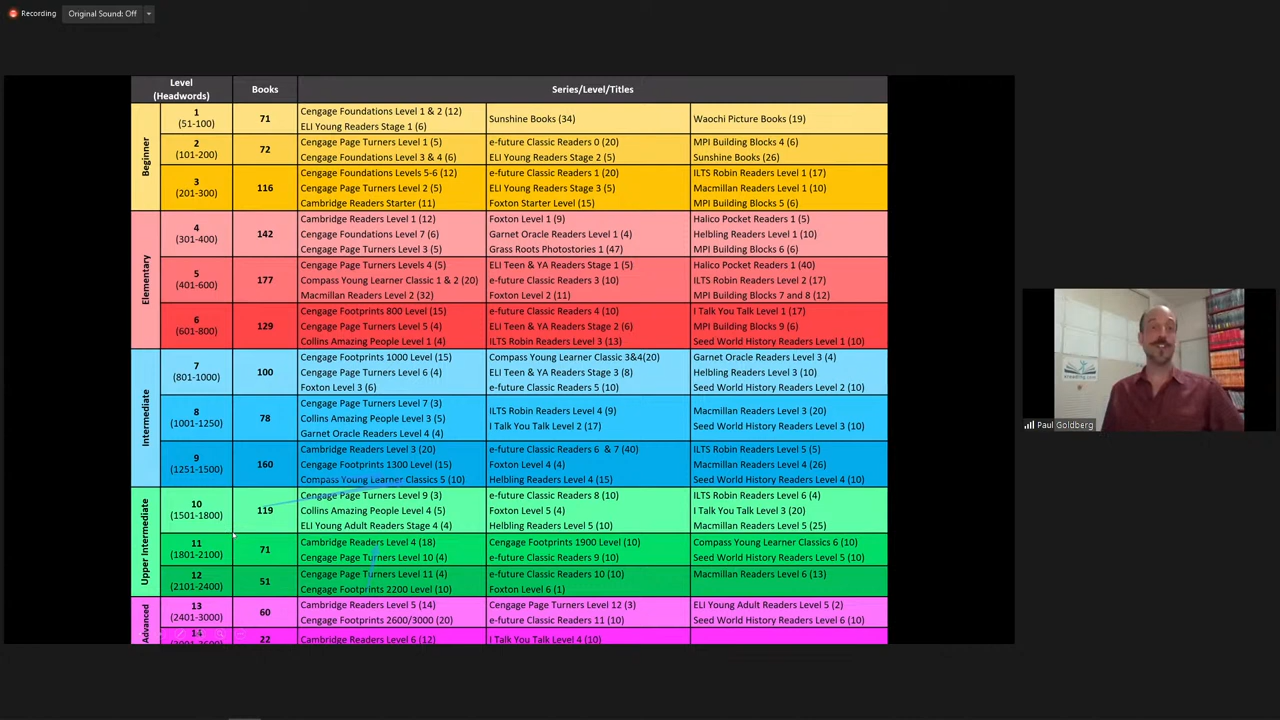 Recording
Original Sound: Off
Level
(Headwords)
Books
Series/Level/Titles
Beginner
1
(51-100)
71
Cengage Foundations Level 1 & 2 (12)
ELI Young Readers Stage 1 (6)
Sunshine Books (34)
Waochi Picture Books (19)
2
(101-200)
72
Cengage Page Turners Level 1 (5)
Cengage Foundations Level 3 & 4 (6)
e-future Classic Readers 0 (20)
ELI Young Readers Stage 2 (5)
MPI Building Blocks 4 (6)
Sunshine Books (26)
3
(201-300)
116
Cengage Foundations Levels 5-6 (12)
Cengage Page Turners Level 2 (5)
Cambridge Readers Starter (11)
e-future Classic Readers 1 (20)
ELI Young Readers Stage 3 (5)
Foxton Starter Level (15)
ILTS Robin Readers Level 1 (17)
Macmillan Readers Level 1 (10)
MPI Building Blocks 5 (6)
Elementary
4
(301-400)
142
Cambridge Readers Level 1 (12)
Cengage Foundations Level 7 (6)
Cengage Page Turners Level 3 (5)
Foxton Level 1 (9)
Garnet Oracle Readers Level 1 (4)
Grass Roots Photostories 1 (47)
Halico Pocket Readers 1 (5)
Helbling Readers Level 1 (10)
MPI Building Blocks 6 (6)
5
(401-600)
177
Cengage Page Turners Levels 4 (5)
Compass Young Learner Classic 1 & 2 (20)
Macmillan Readers Level 2 (32)
ELI Teen & YA Readers Stage 1 (5)
e-future Classic Readers 3 (10)
Foxton Level 2 (11)
Halico Pocket Readers 1 (40)
ILTS Robin Readers Level 2 (17)
MPI Building Blocks 7 and 8 (12)
6
(601-800)
129
Cengage Footprints 800 Level (15)
Cengage Page Turners Level 5 (4)
Collins Amazing People Level 1 (4)
e-future Classic Readers 4 (10)
ELI Teen & YA Readers Stage 2 (6)
ILTS Robin Readers Level 3 (13)
I Talk You Talk Level 1 (17)
MPI Building Blocks 9 (6)
Seed World History Readers Level 1 (10)
Intermediate
7
(801-1000)
100
Cengage Footprints 1000 Level (15)
Cengage Page Turners Level 6 (4)
Foxton Level 3 (6)
Compass Young Learner Classic 3&4(20)
ELI Teen & YA Readers Stage 3 (8)
e-future Classic Readers 5 (10)
Garnet Oracle Readers Level 3 (4)
Helbling Readers Level 3 (10)
Seed World History Readers Level 2 (10)
8
(1001-1250)
78
Cengage Page Turners Level 7 (3)
Collins Amazing People Level 3 (5)
Garnet Oracle Readers Level 4 (4)
ILTS Robin Readers Level 4 (9)
I Talk You Talk Level 2 (17)
Macmillan Readers Level 3 (20)
Seed World History Readers Level 3 (10)
9
(1251-1500)
160
Cambridge Readers Level 3 (20)
Cengage Footprints 1300 Level (15)
Compass Young Learner Classics 5 (10)
e-future Classic Readers 6 & 7 (40)
Foxton Level 4 (4)
Helbling Readers Level 4 (15)
ILTS Robin Readers Level 5 (5)
Macmillan Readers Level 4 (26)
Seed World History Readers Level 4 (10)
Upper Intermediate
10
(1501-1800)
119
Cengage Page Turners Level 9 (3)
Collins Amazing People Level 4 (5)
ELI Young Adult Readers Stage 4 (4)
e-future Classic Readers 8 (10)
Foxton Level 5 (4)
Helbling Readers Level 5 (10)
ILTS Robin Readers Level 6 (4)
I Talk You Talk Level 3 (20)
Macmillan Readers Level 5 (25)
11
(1801-2100)
71
Cambridge Readers Level 4 (18)
Cengage Page Turners Level 10 (4)
Cengage Footprints 1900 Level (10)
e-future Classic Readers 9 (10)
Compass Young Learner Classics 6 (10)
Seed World History Readers Level 5 (10)
12
(2101-2400)
51
Cengage Page Turners Level 11 (4)
Cengage Footprints 2200 Level (10)
e-future Classic Readers 10 (10)
Foxton Level 6 (1)
Macmillan Readers Level 6 (13)
Advanced
13
(2401-3000)
60
Cambridge Readers Level 5 (14)
Cengage Footprints 2600/3000 (20)
Cengage Page Turners Level 12 (3)
e-future Classic Readers 11 (10)
ELI Young Adult Readers Level 5 (2)
Seed World History Readers Level 6 (10)
14
22
Cambridge Readers Level 6 (12)
I Talk You Talk Level 4 (10)
Paul Goldberg